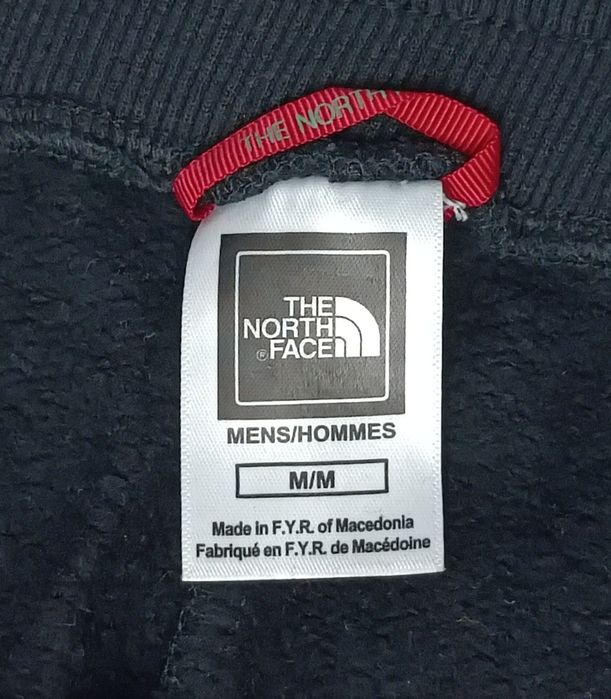 THE NORTH
THE
NORTH
® FACE
MENS/HOMMES
M/M
Made in F.Y.R. of Macedonia
Fabriqué en F.Y.R. de Macédoine